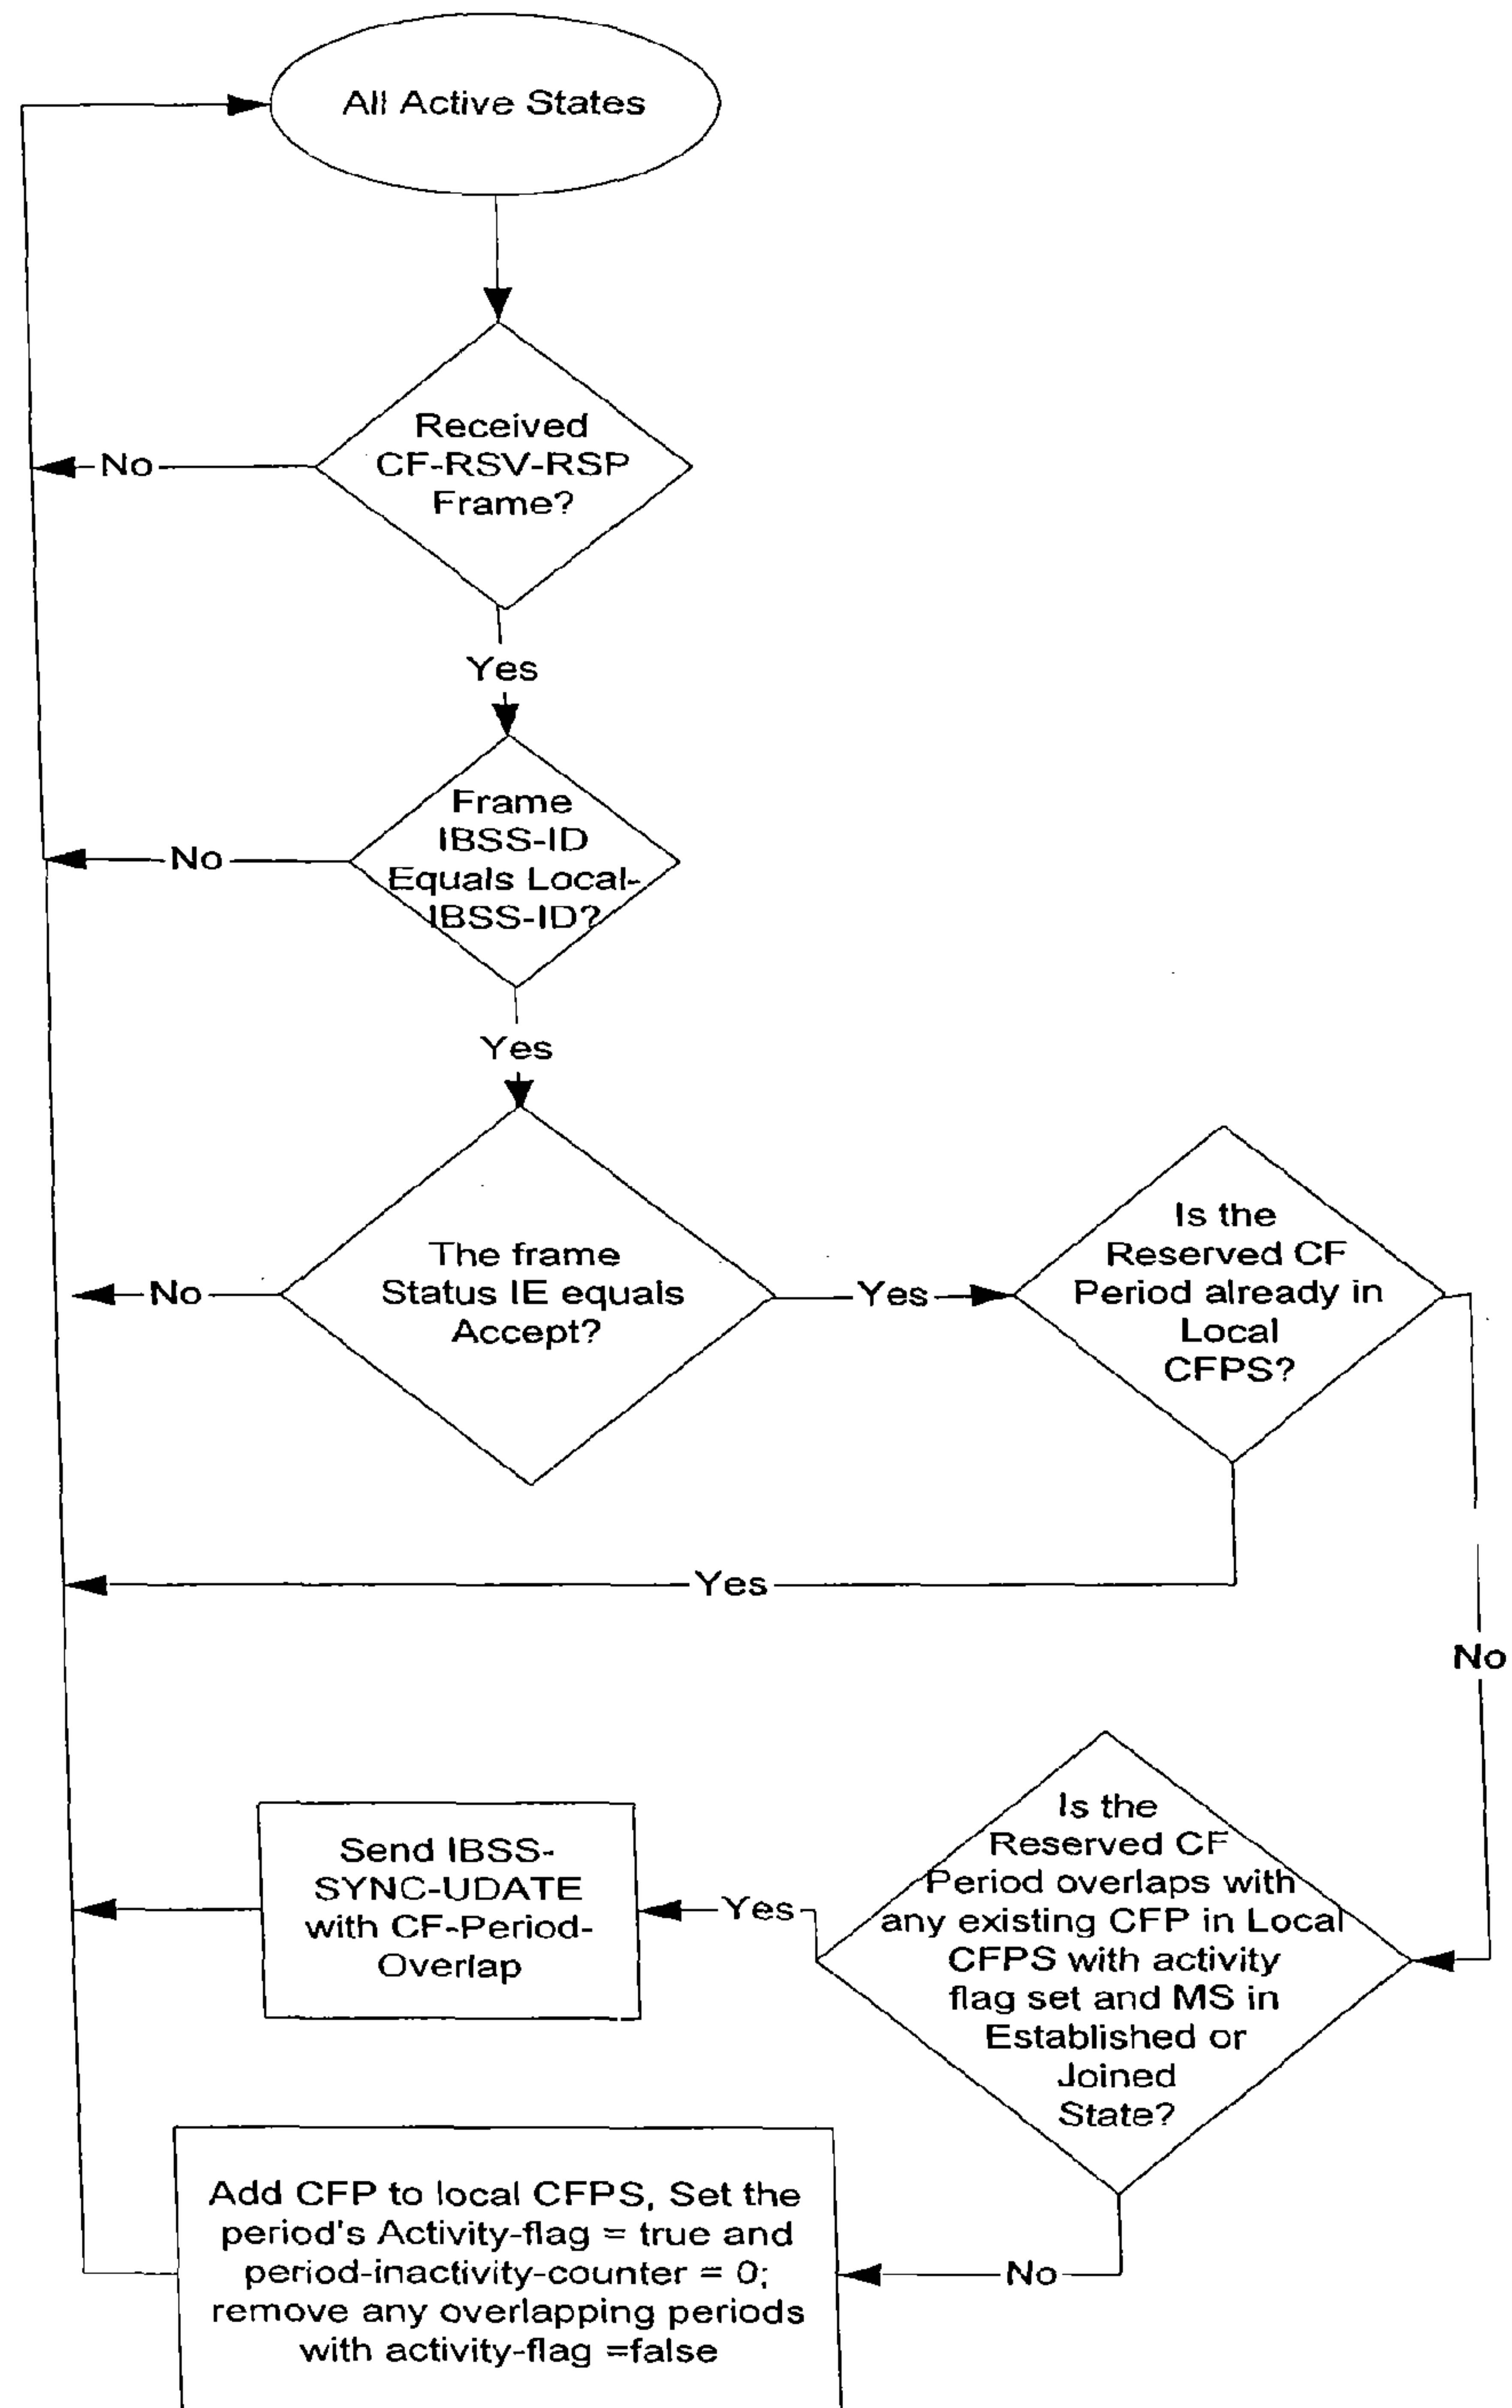 All Active States
Received
CF-RSV-RSP
Frame?
No
Yes
Frame
IBSS-ID
Equals Local-
IBSS-ID?
No
Yes
The frame
Status IE equals
Accept?
No
Yes
Is the
Reserved CF
Period already in
Local
CFPS?
Yes
No
Is the
Reserved CF
Period overlaps with
any existing CFP in Local
CFPS with activity
flag set and MS in
Established or
Joined
State?
Yes
Send IBSS-
SYNC-UDATE
with CF-Period-
Overlap
No
Add CFP to local CFPS, Set the
period's Activity-flag = true and
period-inactivity-counter = 0;
remove any overlapping periods
with activity-flag =false